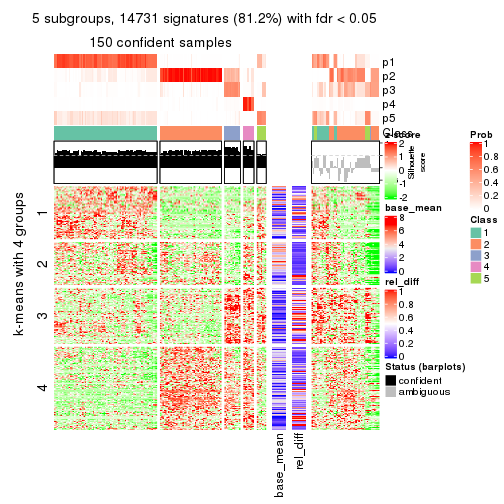 5 subgroups, 14731 signatures (81.2%) with fdr < 0.05
150 confident samples
p1
p2
p3
p4
p5
Class
k-means with 4 groups
1
2
3
4
base_mean
rel_diff
Silhouette
score
z-score
2
1
0
-1
-2
base_mean
8
6
4
2
0
rel_diff
1
0.8
0.6
0.4
0.2
0
Status (barplots)
confident
ambiguous
Prob
1
0.8
0.6
0.4
0.2
0
Class
1
2
3
4
5